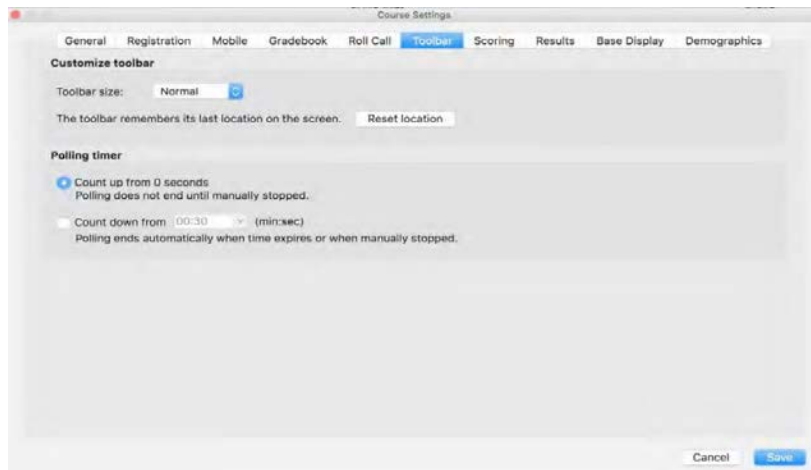 Course Settings
General Registration Mobile Gradebook Roll Call Toolbar Scoring Results Base Display Demographics
Customize toolbar
Toolbar size: Normal
The toolbar remembers its last location on the screen. Reset location
Polling timer
Count up from 0 seconds
Polling does not end until manually stopped.
Count down from 00:30 (min:sec)
Polling ends automatically when time expires or when manually stopped.
Cancel Save